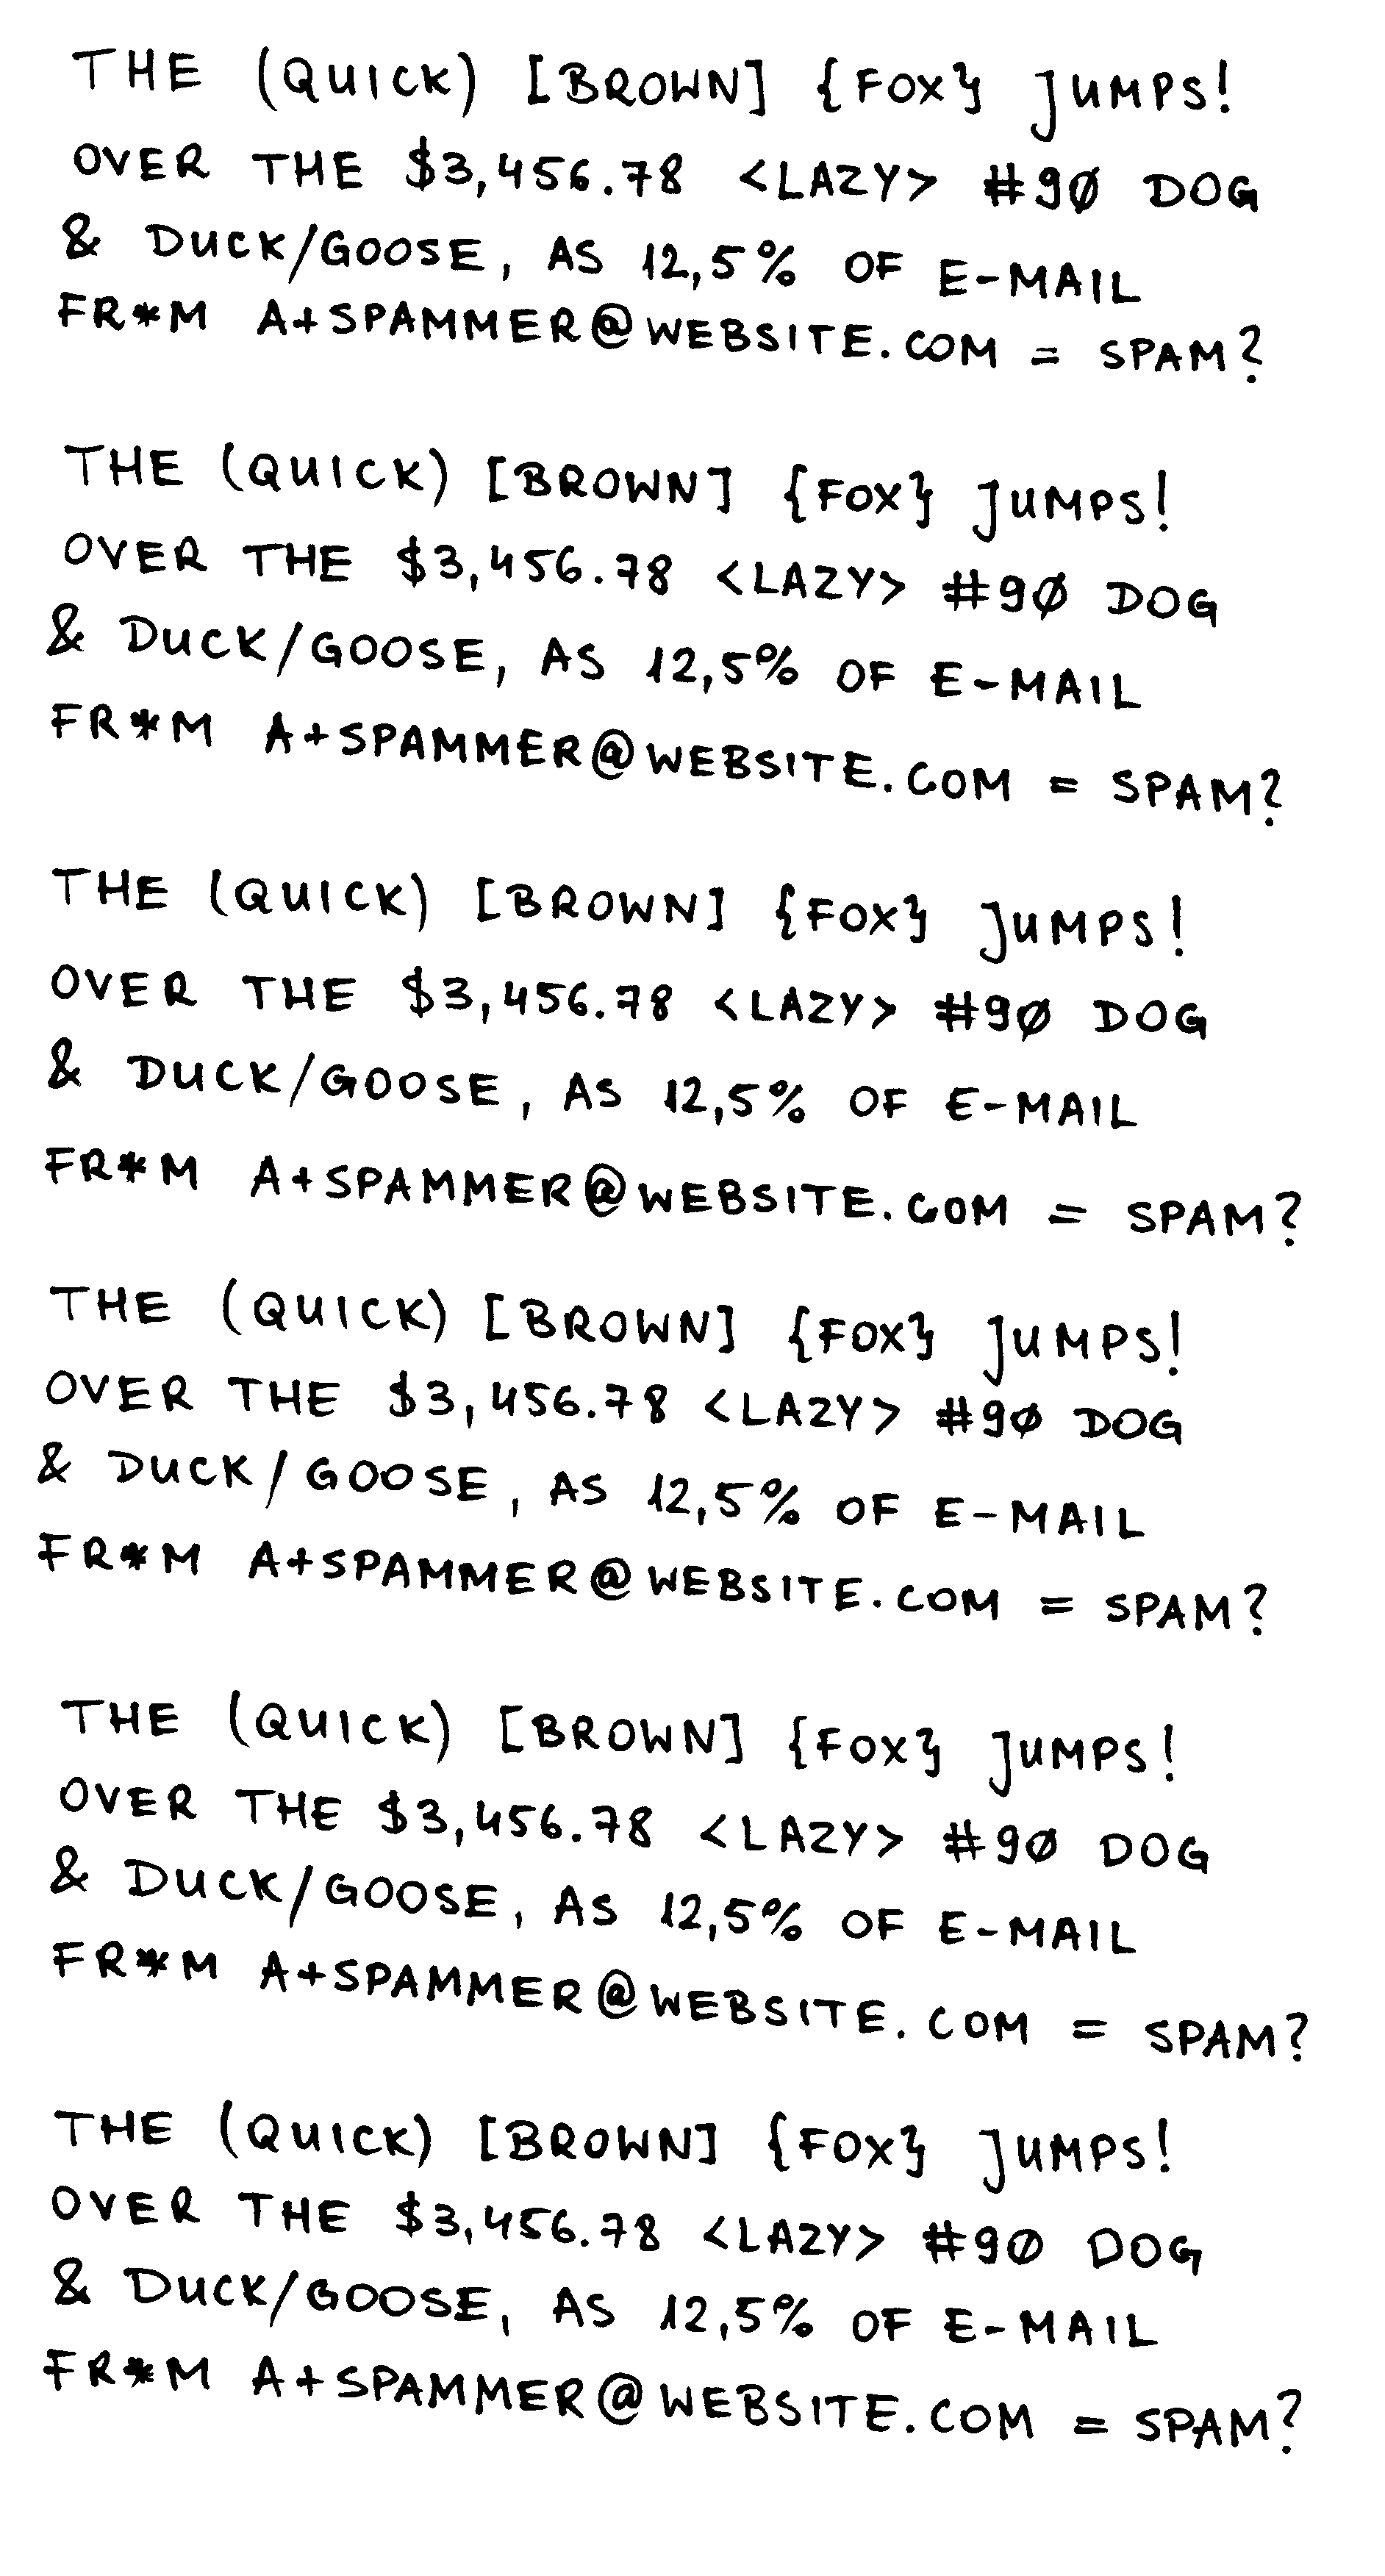 THE (QUICK) [BROWN] {FOX} JUMPS!
OVER THE $3,456.78 <LAZY> #90 DOG
& DUCK/GOOSE, AS 12,5% OF E-MAIL
FR*M A+SPAMMER@WEBSITE.COM = SPAM?
THE (QUICK) [BROWN] {FOX} JUMPS!
OVER THE $3,456.78 <LAZY> #90 DOG
& DUCK/GOOSE, AS 12,5% OF E-MAIL
FR*M A+SPAMMER@WEBSITE.COM = SPAM?
THE (QUICK) [BROWN] {FOX} JUMPS!
OVER THE $3,456.78 <LAZY> #90 DOG
& DUCK/GOOSE, AS 12,5% OF E-MAIL
FR*M A+SPAMMER@WEBSITE.COM = SPAM?
THE (QUICK) [BROWN] {FOX} JUMPS!
OVER THE $3,456.78 <LAZY> #90 DOG
& DUCK/GOOSE, AS 12,5% OF E-MAIL
FR*M A+SPAMMER@WEBSITE.COM = SPAM?
THE (QUICK) [BROWN] {FOX} JUMPS!
OVER THE $3,456.78 <LAZY> #90 DOG
& DUCK/GOOSE, AS 12,5% OF E-MAIL
FR*M A+SPAMMER@WEBSITE.COM = SPAM?
THE (QUICK) [BROWN] {FOX} JUMPS!
OVER THE $3,456.78 <LAZY> #90 DOG
& DUCK/GOOSE, AS 12,5% OF E-MAIL
FR*M A+SPAMMER@WEBSITE.COM = SPAM?